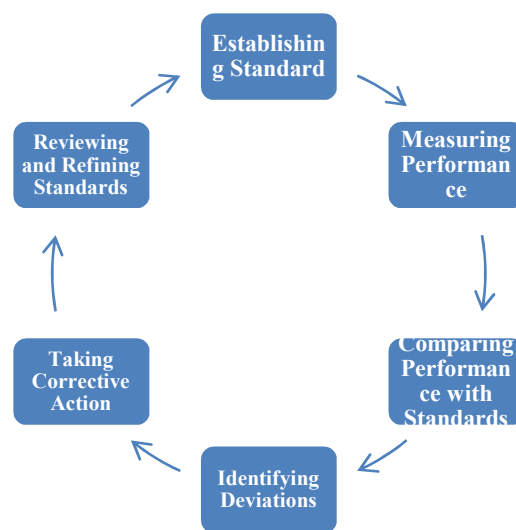 Establishin
g Standard
Measuring
Performan
ce
Comparing
Performan
ce with
Standards
Identifying
Deviations
Taking
Corrective
Action
Reviewing
and Refining
Standards